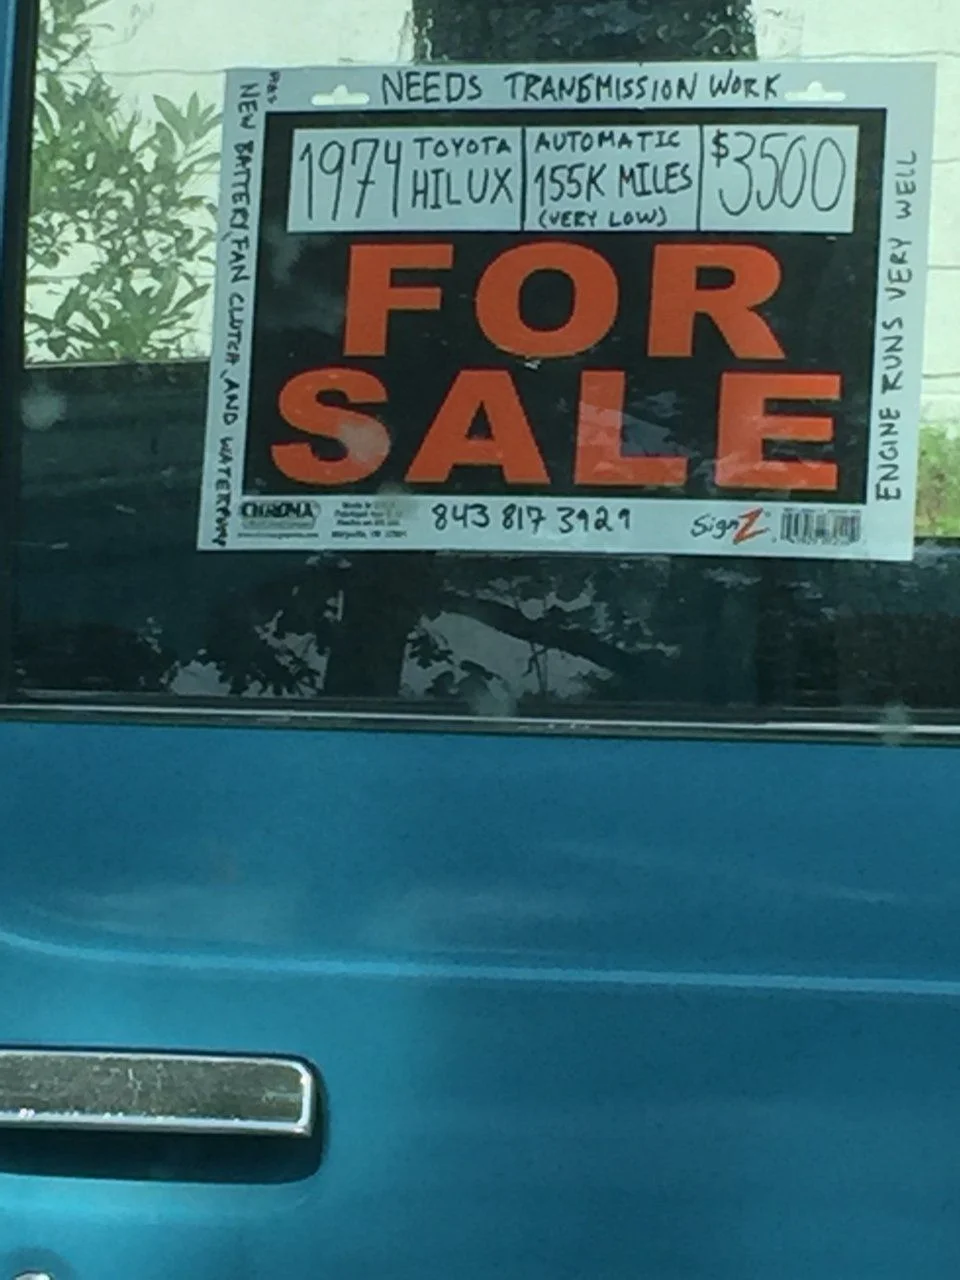 NEEDS TRANSMISSION WORK
NEW BATTERY, FAN CLUTCH, AND WATERPUMP
1974 TOYOTA HILUX
AUTOMATIC
155K MILES
(VERY LOW)
$3500
FOR
SALE
ENGINE RUNS VERY WELL
CHROMA
843 817 3929
SignZ